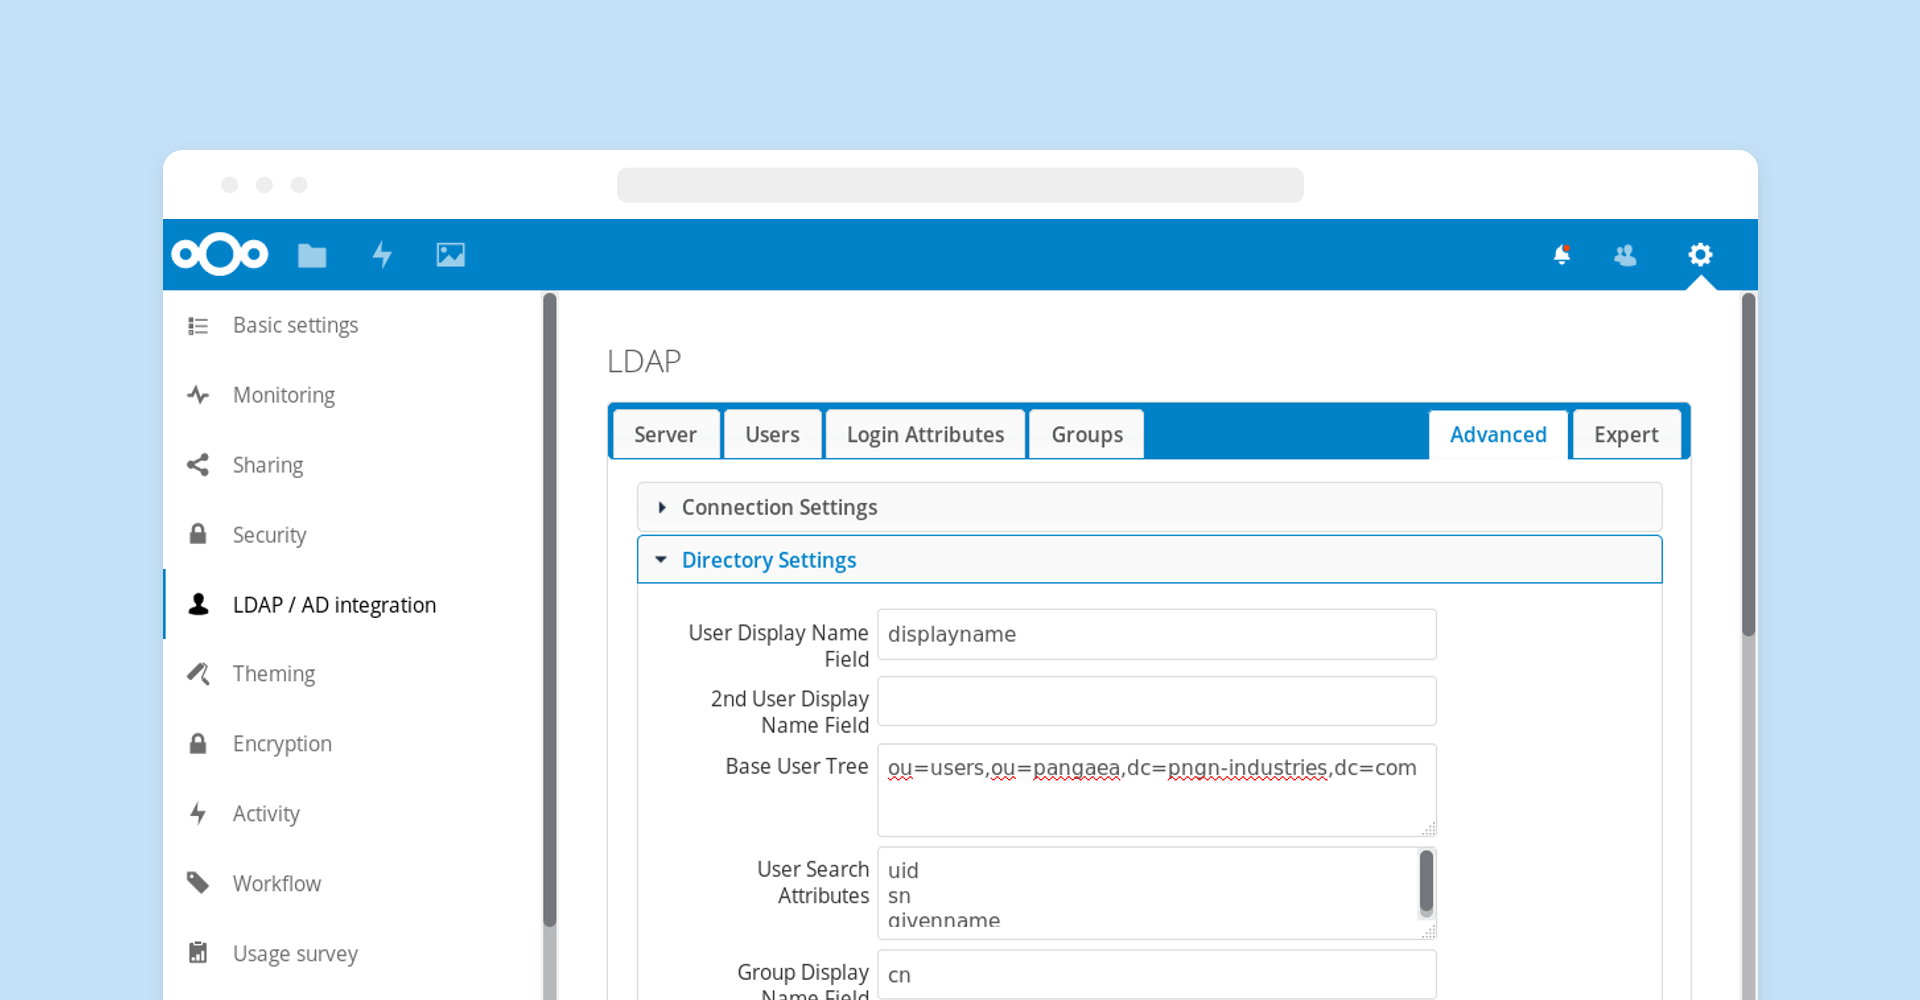 Basic settings
Monitoring
Sharing
Security
LDAP / AD integration
Theming
Encryption
Activity
Workflow
Usage survey
LDAP
Server Users Login Attributes Groups Advanced Expert
Connection Settings
Directory Settings
User Display Name
Field
displayname
2nd User Display
Name Field
Base User Tree
ou=users,ou=pangaea,dc=pngn-industries,dc=com
User Search
Attributes
uid
sn
givenname
Group Display
Name Field
cn